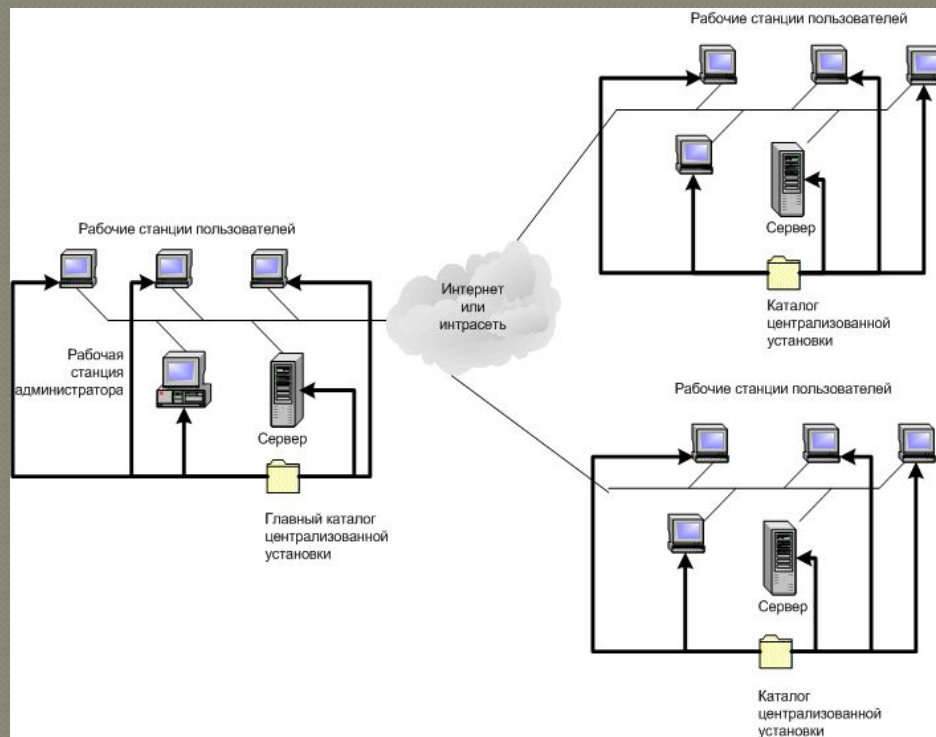 Рабочие станции пользователей
Сервер
Каталог
централизованной
установки
Рабочие станции пользователей
Рабочая
станция
администратора
Сервер
Главный каталог
централизованной
установки
Интернет
или
интрасеть
Рабочие станции пользователей
Сервер
Каталог
централизованной
установки